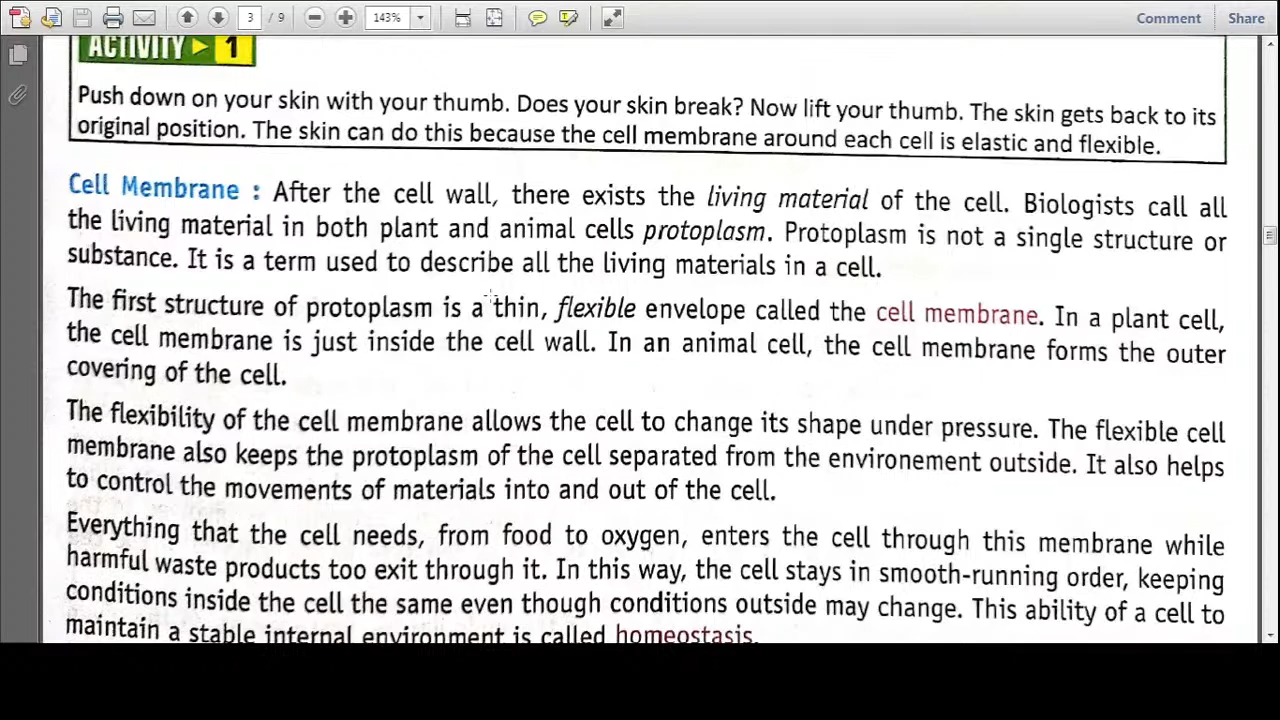 3 / 9
143%
Comment
Share
ACTIVITY 1
Push down on your skin with your thumb. Does your skin break? Now lift your thumb. The skin gets back to its
original position. The skin can do this because the cell membrane around each cell is elastic and flexible.
Cell Membrane : After the cell wall, there exists the living material of the cell. Biologists call all
the living material in both plant and animal cells protoplasm. Protoplasm is not a single structure or
substance. It is a term used to describe all the living materials in a cell.
The first structure of protoplasm is a thin, flexible envelope called the cell membrane. In a plant cell,
the cell membrane is just inside the cell wall. In an animal cell, the cell membrane forms the outer
covering of the cell.
The flexibility of the cell membrane allows the cell to change its shape under pressure. The flexible cell
membrane also keeps the protoplasm of the cell separated from the environement outside. It also helps
to control the movements of materials into and out of the cell.
Everything that the cell needs, from food to oxygen, enters the cell through this membrane while
harmful waste products too exit through it. In this way, the cell stays in smooth-running order, keeping
conditions inside the cell the same even though conditions outside may change. This ability of a cell to
maintain a stable internal environment is called homeostasis.